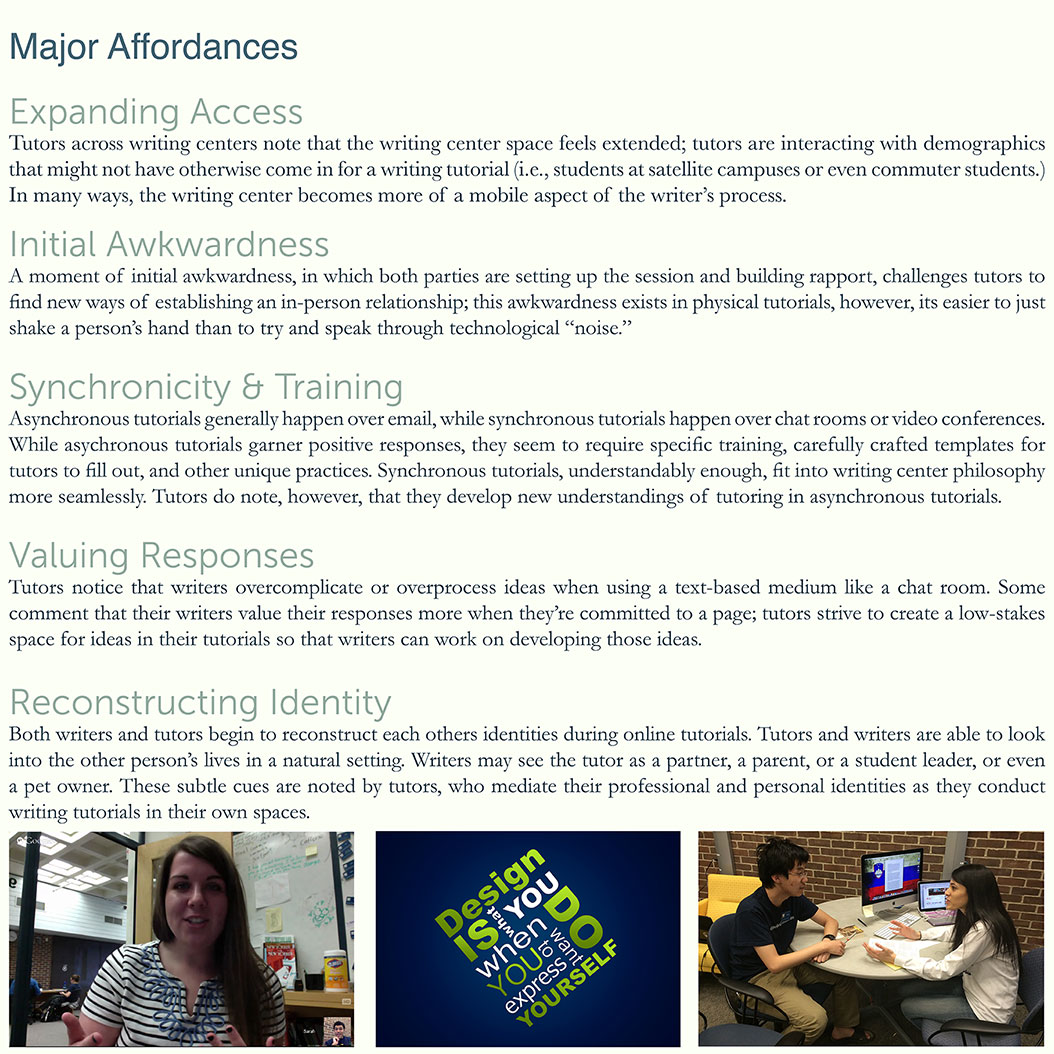 Major Affordances
Expanding Access
Tutors across writing centers note that the writing center space feels extended; tutors are interacting with demographics
that might not have otherwise come in for a writing tutorial (i.e., students at satellite campuses or even commuter students.)
In many ways, the writing center becomes more of a mobile aspect of the writer’s process.
Initial Awkwardness
A moment of initial awkwardness, in which both parties are setting up the session and building rapport, challenges tutors to
find new ways of establishing an in-person relationship; this awkwardness exists in physical tutorials, however, its easier to just
shake a person’s hand than to try and speak through technological “noise.”
Synchronicity & Training
Asynchronous tutorials generally happen over email, while synchronous tutorials happen over chat rooms or video conferences.
While asychronous tutorials garner positive responses, they seem to require specific training, carefully crafted templates for
tutors to fill out, and other unique practices. Synchronous tutorials, understandably enough, fit into writing center philosophy
more seamlessly. Tutors do note, however, that they develop new understandings of tutoring in asynchronous tutorials.
Valuing Responses
Tutors notice that writers overcomplicate or overprocess ideas when using a text-based medium like a chat room. Some
comment that their writers value their responses more when they’re committed to a page; tutors strive to create a low-stakes
space for ideas in their tutorials so that writers can work on developing those ideas.
Reconstructing Identity
Both writers and tutors begin to reconstruct each others identities during online tutorials. Tutors and writers are able to look
into the other person’s lives in a natural setting. Writers may see the tutor as a partner, a parent, or a student leader, or even
a pet owner. These subtle cues are noted by tutors, who mediate their professional and personal identities as they conduct
writing tutorials in their own spaces.
Design
IS what YOU DO
when
YOU to want
express
YOURSELF
Sarah